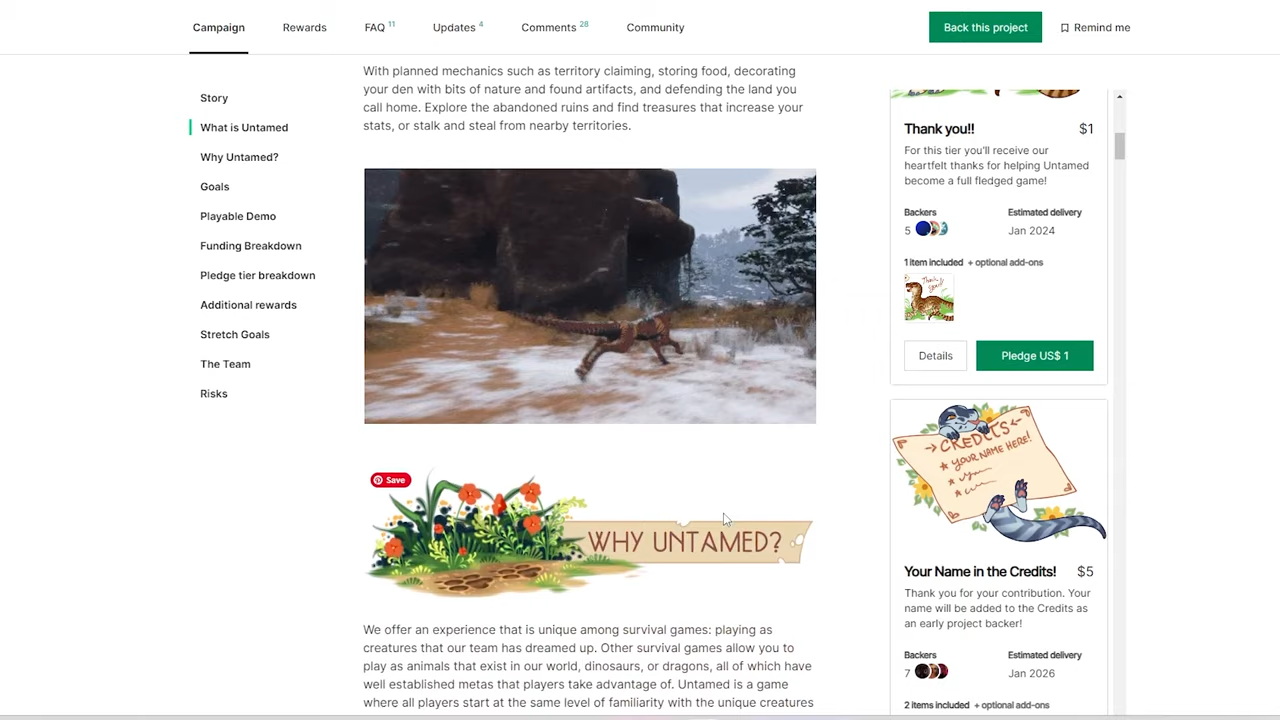 Campaign
Rewards
FAQ 11
Updates 4
Comments 28
Community
Back this project
Remind me
Story
What is Untamed
Why Untamed?
Goals
Playable Demo
Funding Breakdown
Pledge tier breakdown
Additional rewards
Stretch Goals
The Team
Risks
With planned mechanics such as territory claiming, storing food, decorating
your den with bits of nature and found artifacts, and defending the land you
call home. Explore the abandoned ruins and find treasures that increase your
stats, or stalk and steal from nearby territories.
Save
WHY UNTAMED?
We offer an experience that is unique among survival games: playing as
creatures that our team has dreamed up. Other survival games allow you to
play as animals that exist in our world, dinosaurs, or dragons, all of which have
well established metas that players take advantage of. Untamed is a game
where all players start at the same level of familiarity with the unique creatures
Thank you!! $1
For this tier you'll receive our
heartfelt thanks for helping Untamed
become a full fledged game!
Backers
5
Estimated delivery
Jan 2024
1 item included + optional add-ons
Thank you!
Details
Pledge US$ 1
CREDITS
YOUR NAME HERE!
Your Name in the Credits! $5
Thank you for your contribution. Your
name will be added to the Credits as
an early project backer!
Backers
7
Estimated delivery
Jan 2026
2 items included + optional add-ons